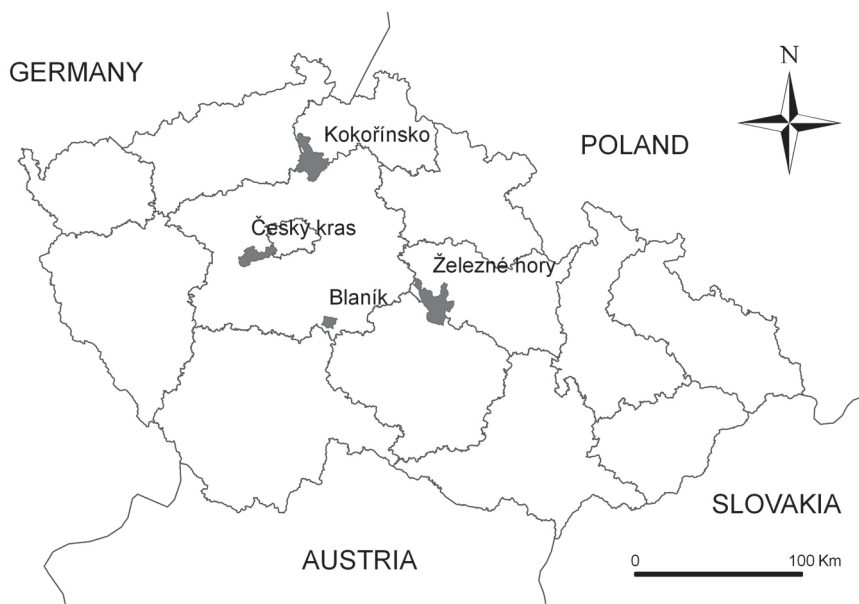 N
GERMANY
POLAND
Kokořínsko
Český kras
Železné hory
Blaník
SLOVAKIA
AUSTRIA
0 100 Km